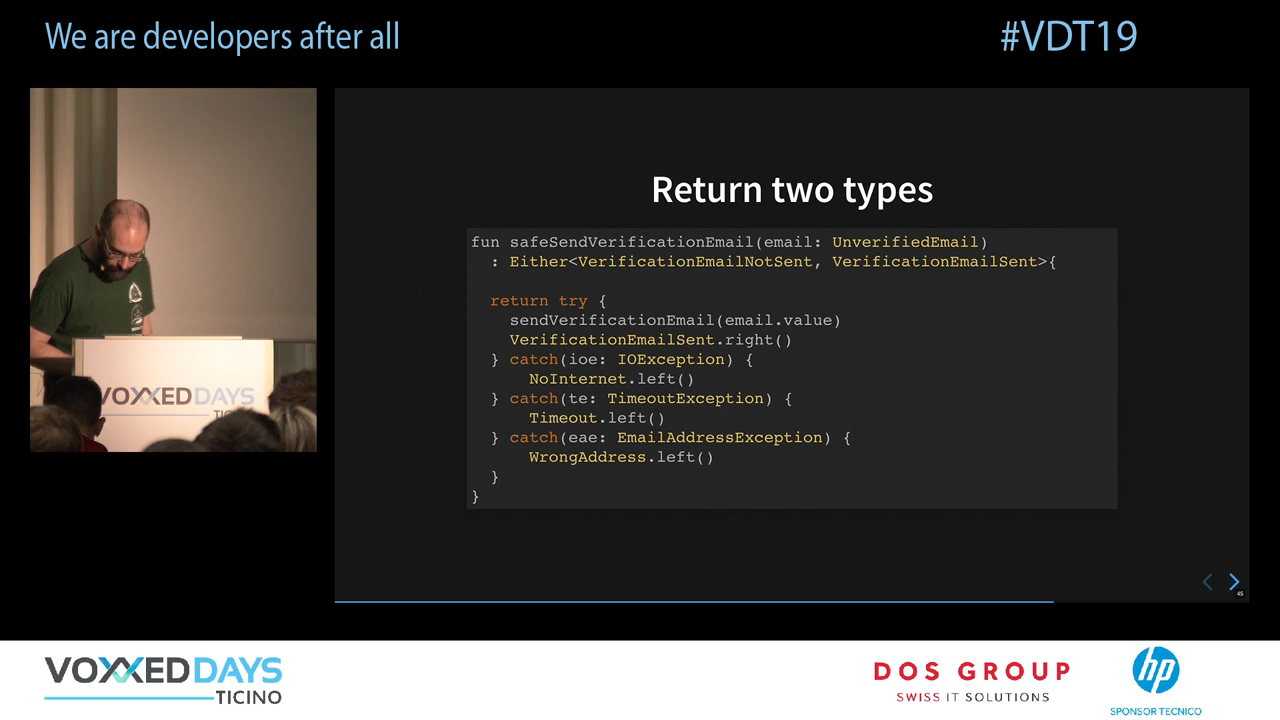 We are developers after all
#VDT19
VOXXEDDAYS
Return two types
fun safeSendVerificationEmail(email: UnverifiedEmail)
: Either<VerificationEmailNotSent, VerificationEmailSent>{
return try {
sendVerificationEmail(email.value)
VerificationEmailSent.right()
} catch(ioe: IOException) {
NoInternet.left()
} catch(te: TimeoutException) {
Timeout.left()
} catch(eae: EmailAddressException) {
WrongAddress.left()
}
}
45
VOXXEDDAYS
TICINO
DOS GROUP
SWISS IT SOLUTIONS
hp
SPONSOR TECNICO